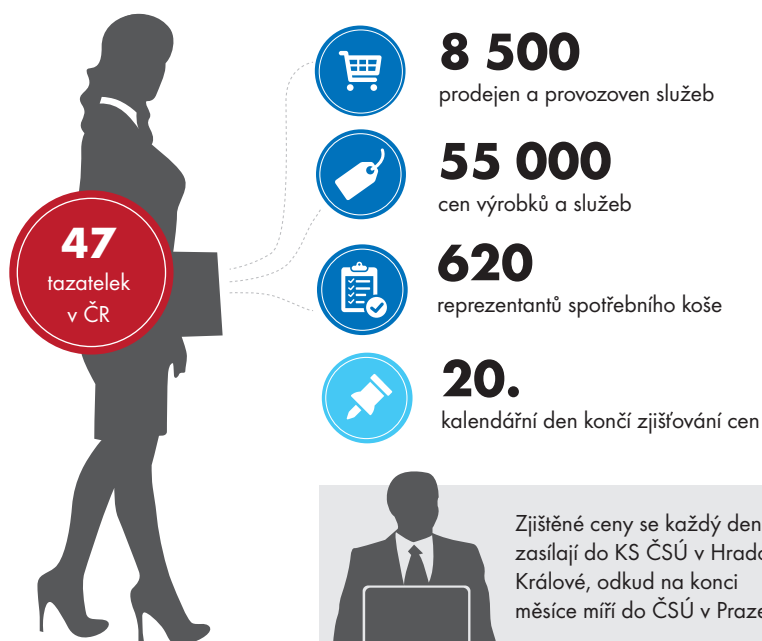 47
tazatelek
v ČR
8 500
prodejen a provozoven služeb
55 000
cen výrobků a služeb
620
reprezentantů spotřebního koše
20.
kalendářní den končí zjišťování cen
Zjištěné ceny se každý den
zasílají do KS ČSÚ v
Králové, odkud na konci
měsíce míří do ČSÚ v Praze